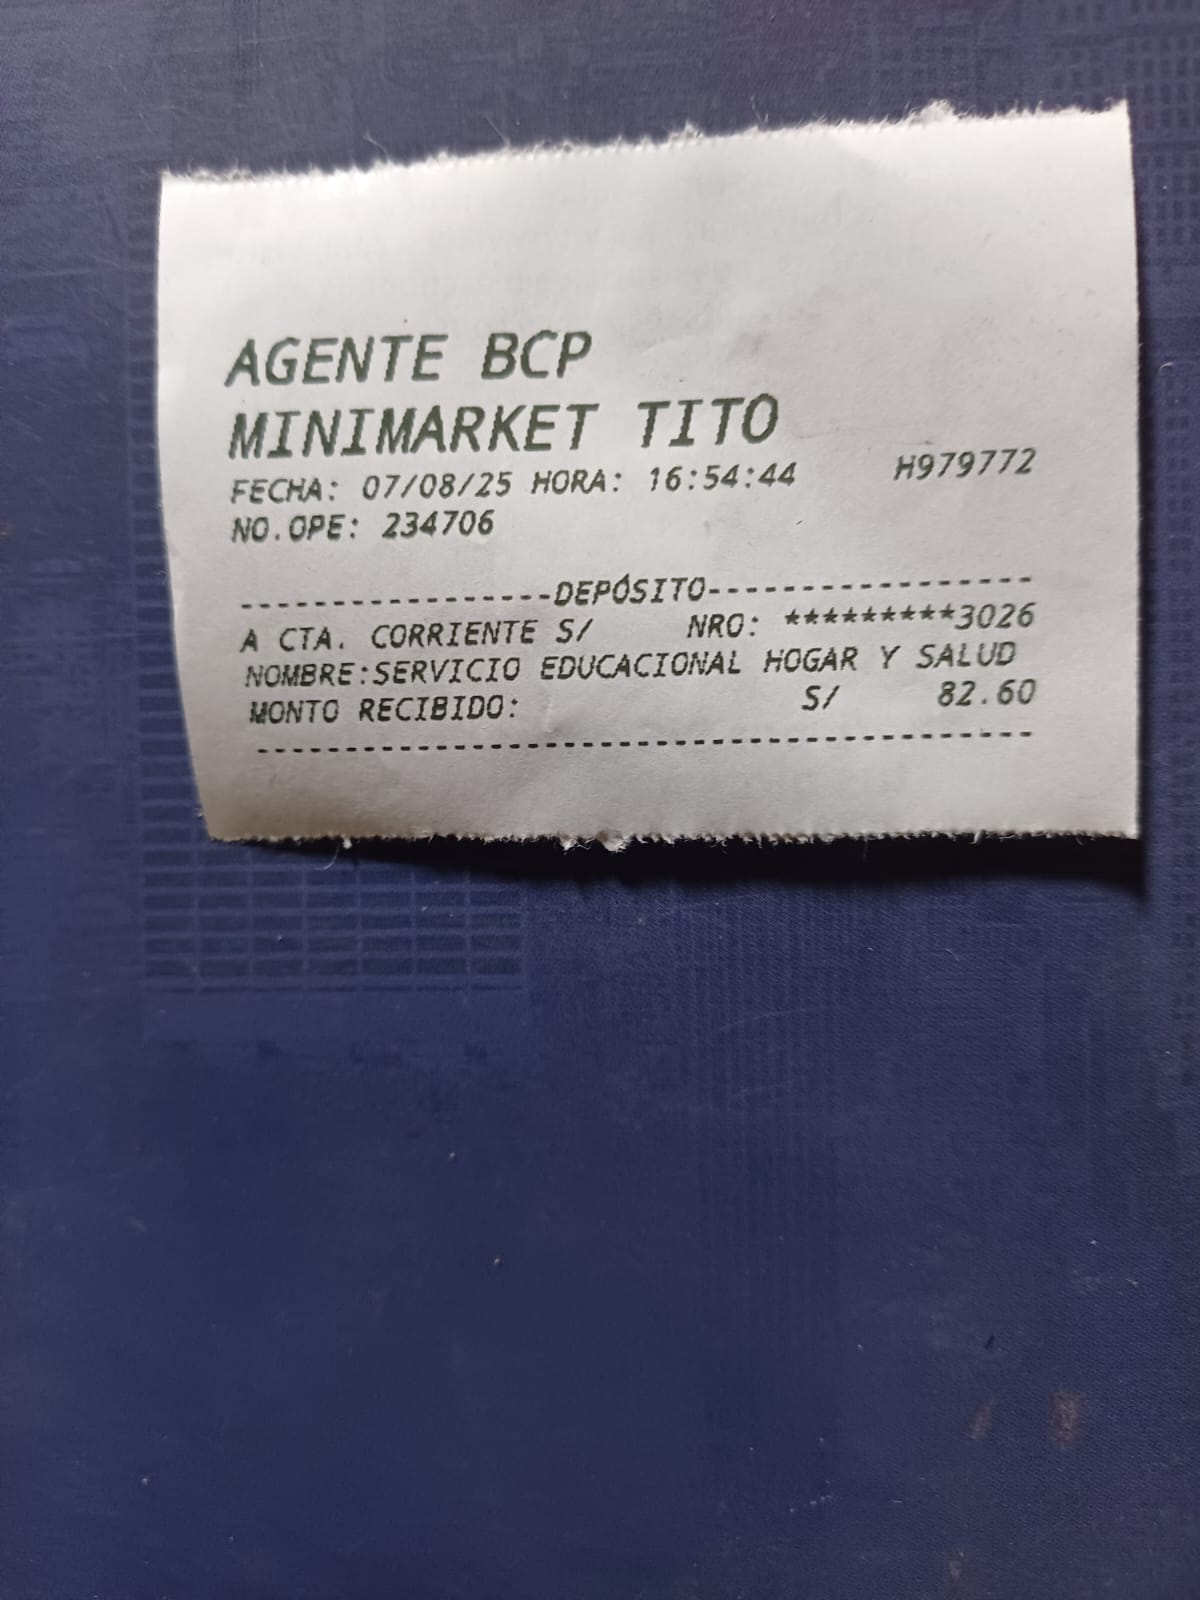 AGENTE BCP
MINIMARKET TITO
FECHA: 07/08/25 HORA: 16:54:44 H979772
NO.OPE: 234706
-----------------DEPÓSITO------------------
A CTA. CORRIENTE S/ NRO: *********3026
NOMBRE:SERVICIO EDUCACIONAL HOGAR Y SALUD
MONTO RECIBIDO: S/ 82.60
-------------------------------------------